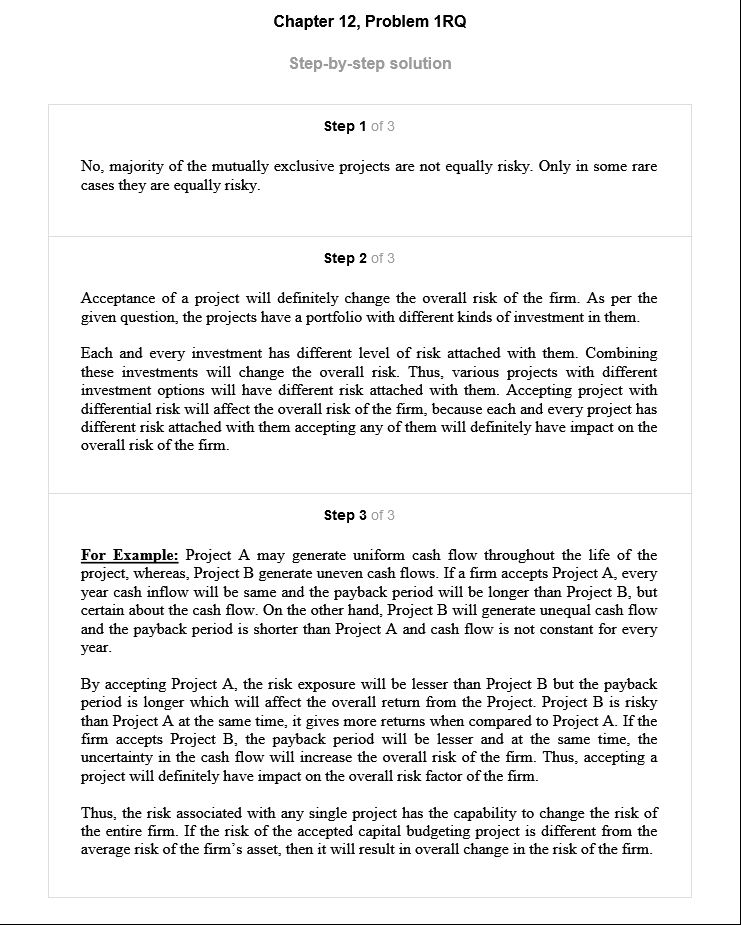 Chapter 12, Problem 1RQ
Step-by-step solution
Step 1 of 3
No, majority of the mutually exclusive projects are not equally risky. Only in some rare
cases they are equally risky.
Step 2 of 3
Acceptance of a project will definitely change the overall risk of the firm. As per the
given question, the projects have a portfolio with different kinds of investment in them.
Each and every investment has different level of risk attached with them. Combining
these investments will change the overall risk. Thus, various projects with different
investment options will have different risk attached with them. Accepting project with
differential risk will affect the overall risk of the firm, because each and every project has
different risk attached with them accepting any of them will definitely have impact on the
overall risk of the firm.
Step 3 of 3
For Example: Project A may generate uniform cash flow throughout the life of the
project, whereas, Project B generate uneven cash flows. If a firm accepts Project A, every
year cash inflow will be same and the payback period will be longer than Project B, but
certain about the cash flow. On the other hand, Project B will generate unequal cash flow
and the payback period is shorter than Project A and cash flow is not constant for every
year.
By accepting Project A, the risk exposure will be lesser than Project B but the payback
period is longer which will affect the overall return from the Project. Project B is risky
than Project A at the same time, it gives more returns when compared to Project A. If the
firm accepts Project B, the payback period will be lesser and at the same time, the
uncertainty in the cash flow will increase the overall risk of the firm. Thus, accepting a
project will definitely have impact on the overall risk factor of the firm.
Thus, the risk associated with any single project has the capability to change the risk of
the entire firm. If the risk of the accepted capital budgeting project is different from the
average risk of the firm's asset, then it will result in overall change in the risk of the firm.